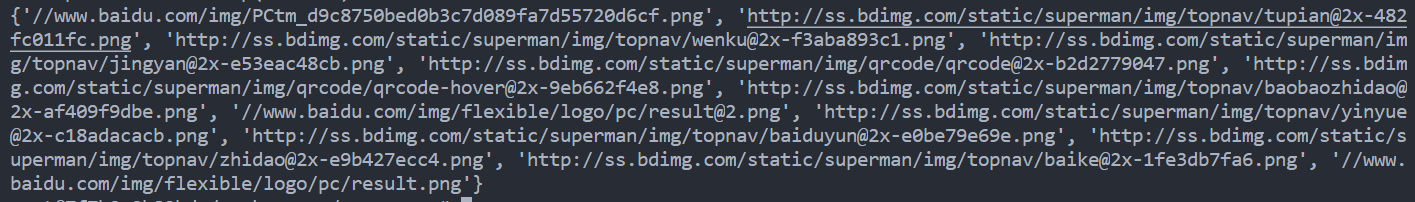 {'//www.baidu.com/img/PCtm_d9c8750bed0b3c7d089fa7d55720d6cf.png', 'http://ss.bdimg.com/static/superman/img/topnav/tupian@2x-482
fc011fc.png', 'http://ss.bdimg.com/static/superman/img/topnav/wenku@2x-f3aba893c1.png', 'http://ss.bdimg.com/static/superman/im
g/topnav/jingyan@2x-e53eac48cb.png', 'http://ss.bdimg.com/static/superman/img/qrcode/qrcode@2x-b2d2779047.png', 'http://ss.bdim
g.com/static/superman/img/qrcode/qrcode-hover@2x-9eb662f4e8.png', 'http://ss.bdimg.com/static/superman/img/topnav/baobaozhidao@
2x-af409f9dbe.png', '//www.baidu.com/img/flexible/logo/pc/result@2.png', 'http://ss.bdimg.com/static/superman/img/topnav/yinyue
@2x-c18adacacb.png', 'http://ss.bdimg.com/static/superman/img/topnav/baiduyun@2x-e0be79e69e.png', 'http://ss.bdimg.com/static/s
uperman/img/topnav/zhidao@2x-e9b427ecc4.png', 'http://ss.bdimg.com/static/superman/img/topnav/baike@2x-1fe3db7fa6.png', '//www.
baidu.com/img/flexible/logo/pc/result.png'}